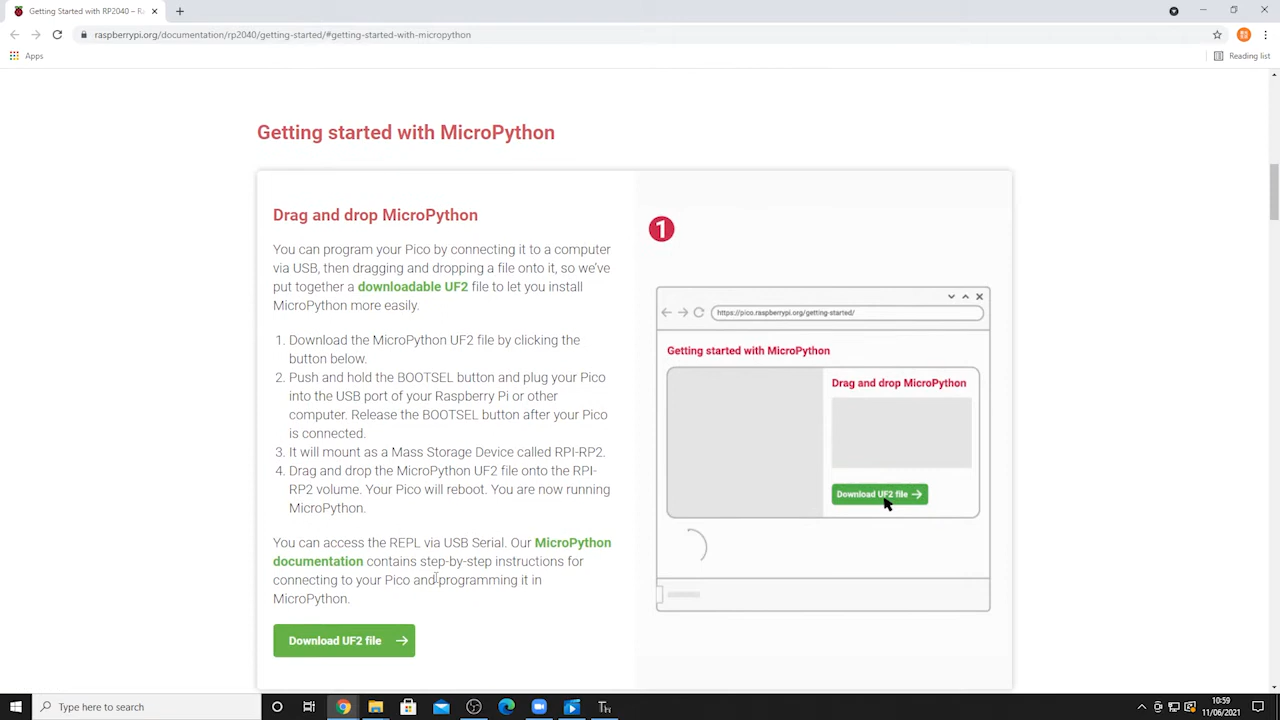 Getting Started with RP2040 – Ra
raspberrypi.org/documentation/rp2040/getting-started/#getting-started-with-micropython
Apps
Reading list
Getting started with MicroPython
Drag and drop MicroPython
You can program your Pico by connecting it to a computer
via USB, then dragging and dropping a file onto it, so we've
put together a downloadable UF2 file to let you install
MicroPython more easily.
1. Download the MicroPython UF2 file by clicking the
button below.
2. Push and hold the BOOTSEL button and plug your Pico
into the USB port of your Raspberry Pi or other
computer. Release the BOOTSEL button after your Pico
is connected.
3. It will mount as a Mass Storage Device called RPI-RP2.
4. Drag and drop the MicroPython UF2 file onto the RPI-
RP2 volume. Your Pico will reboot. You are now running
MicroPython.
You can access the REPL via USB Serial. Our MicroPython
documentation contains step-by-step instructions for
connecting to your Pico and programming it in
MicroPython.
Download UF2 file
1
https://pico.raspberrypi.org/getting-started/
Getting started with MicroPython
Drag and drop MicroPython
Download UF2 file
Type here to search
10:59
11/06/2021